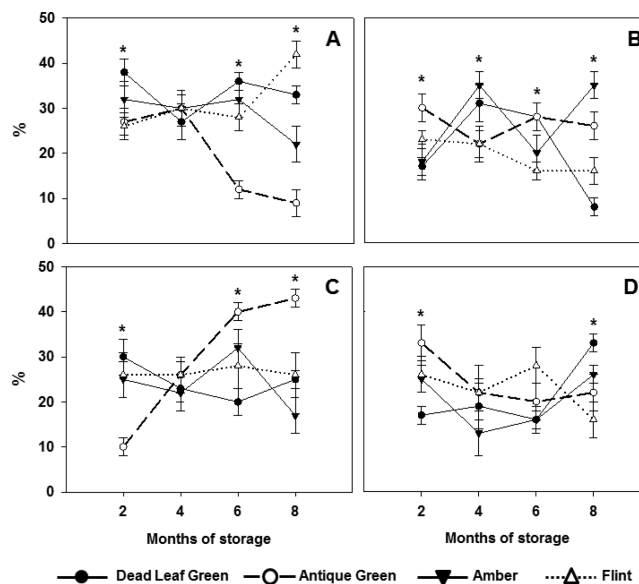 50
A
B
40
30
%
20
10
0
50
C
D
40
30
%
20
10
0
2 4 6 8 2 4 6 8
Months of storage Months of storage
Dead Leaf Green Antique Green Amber Flint
* * *
* * * *
* * *
* *